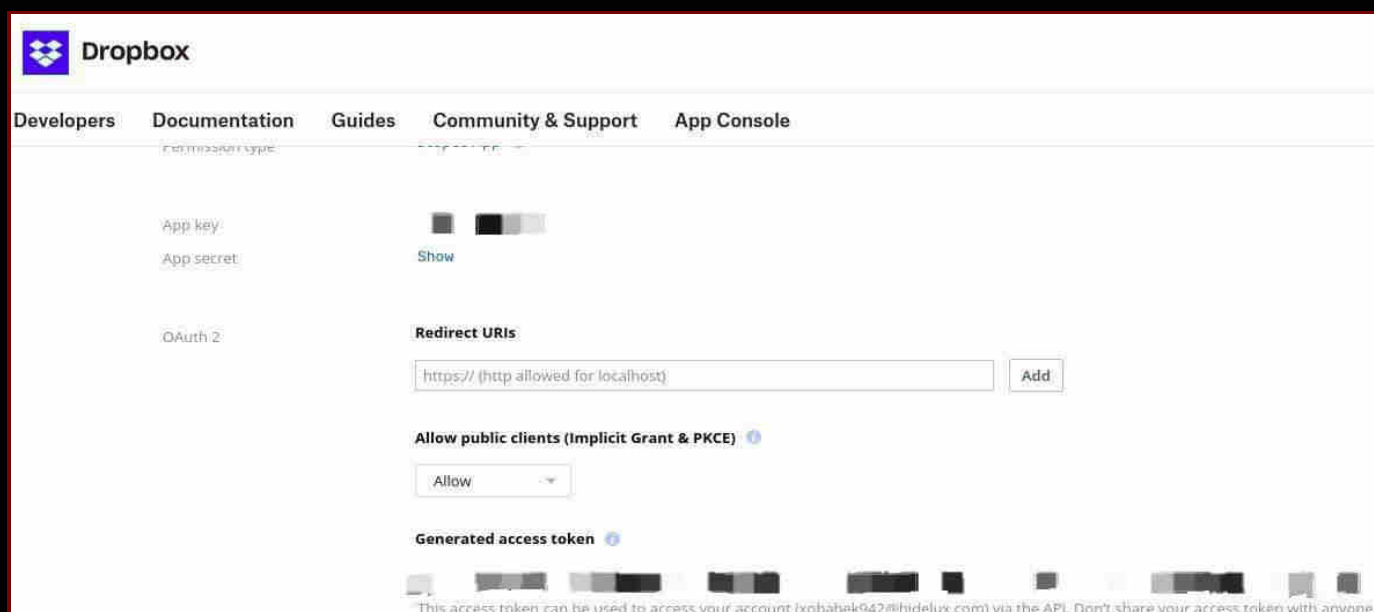 Dropbox
Developers Documentation Guides Community & Support App Console
Permission type
App key
App secret Show
OAuth 2 Redirect URIs
https:// (http allowed for localhost) Add
Allow public clients (Implicit Grant & PKCE)
Allow
Generated access token
This access token can be used to access your account (xobabek942@hidelux.com) via the API. Don't share your access token with anyone